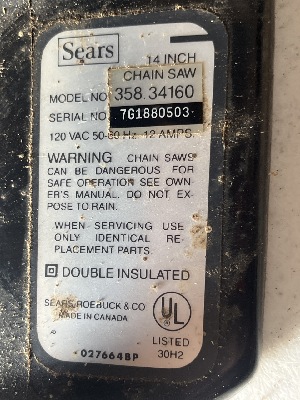 Sears
14 INCH
CHAIN SAW
MODEL NO. 358.34160
SERIAL NO. 7G1880503
120 VAC 50-60 Hz 12 AMPS.
WARNING CHAIN SAWS
CAN BE DANGEROUS FOR
SAFE OPERATION SEE OWN-
ER'S MANUAL. DO NOT EX-
POSE TO RAIN.
WHEN SERVICING USE
ONLY IDENTICAL RE-
PLACEMENT PARTS.
DOUBLE INSULATED
SEARS, ROEBUCK & CO
MADE IN CANADA
UL
LISTED
30H2
027664BP